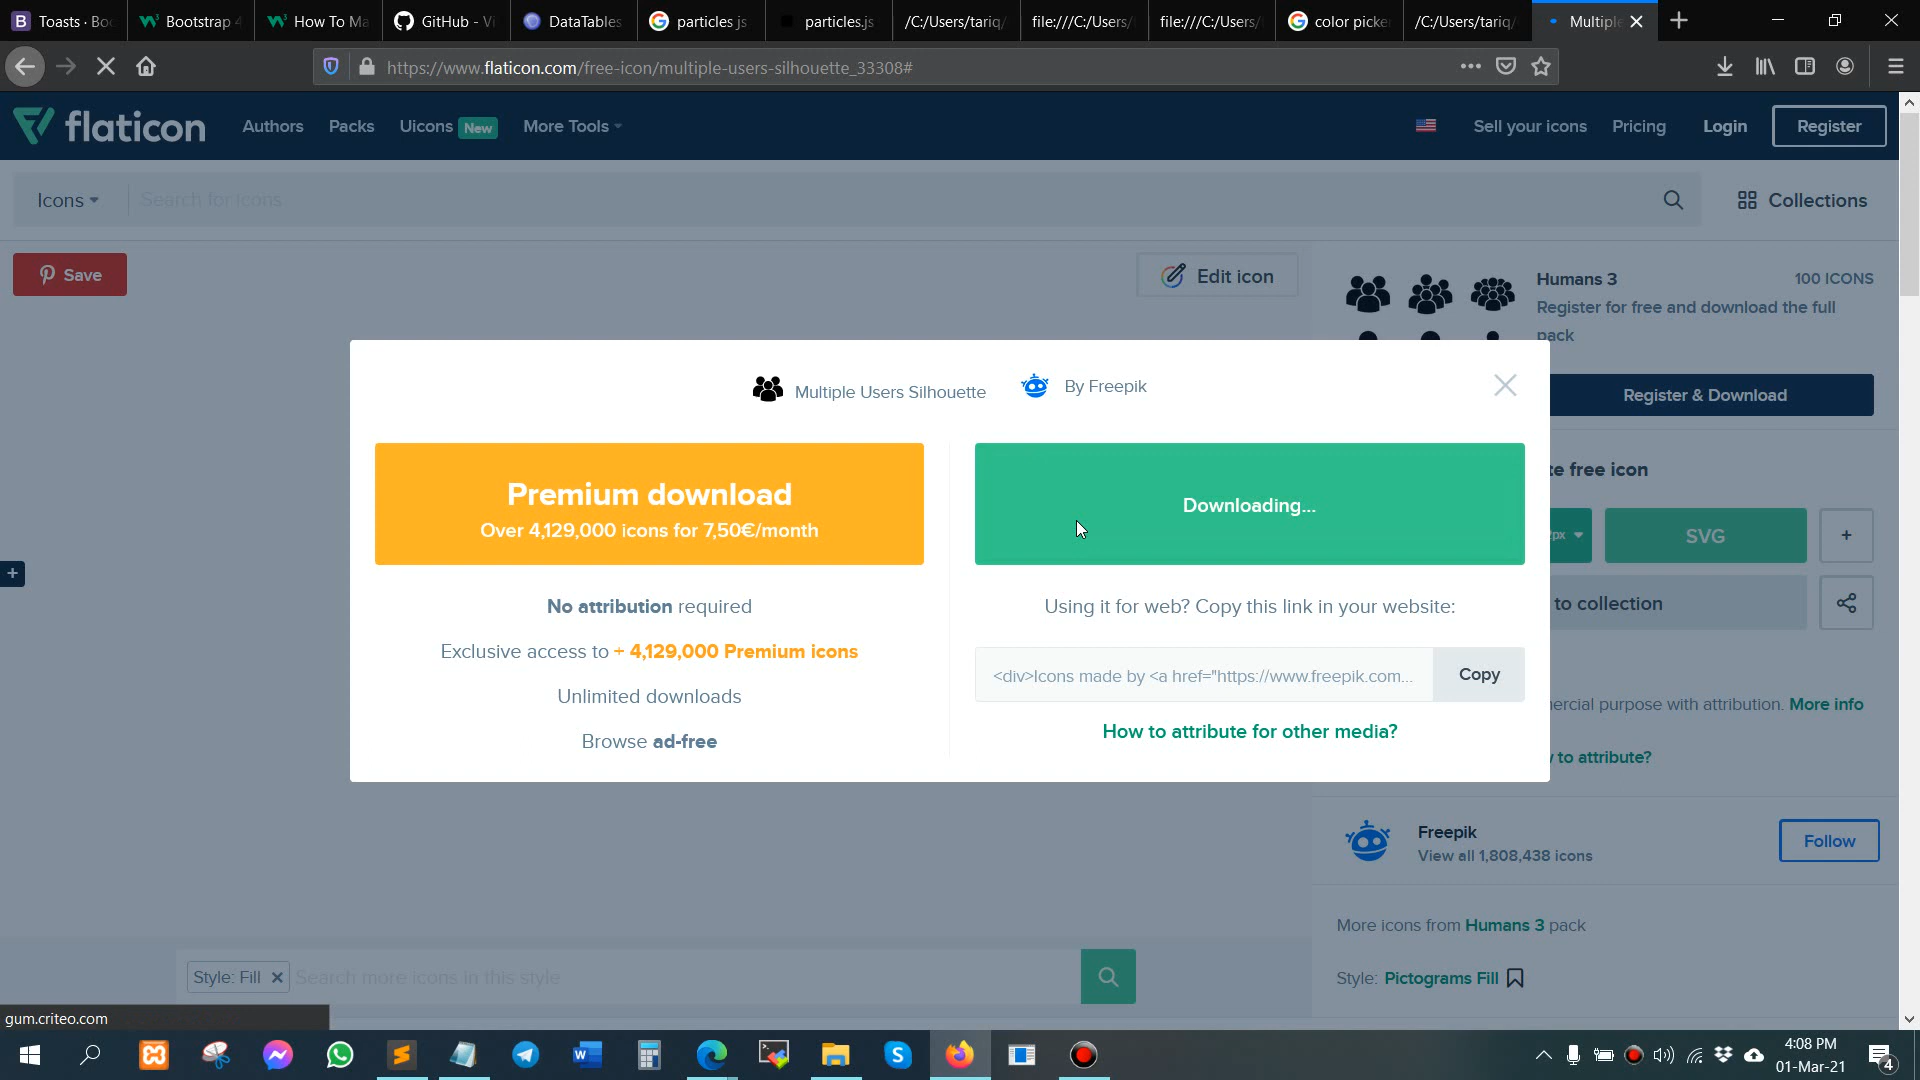 Toasts · Boo
Bootstrap 4
How To Ma
GitHub - Vi
DataTables
particles js
particles.js
/C:/Users/tariq/
file:///C:/Users/
file:///C:/Users/
color picke
/C:/Users/tariq/
Multiple
https://www.flaticon.com/free-icon/multiple-users-silhouette_33308#
flaticon
Authors
Packs
Uicons New
More Tools
Sell your icons
Pricing
Login
Register
Icons
Search for icons
Collections
Save
Edit icon
Humans 3
100 ICONS
Register for free and download the full
pack
Register & Download
Multiple Users Silhouette
By Freepik
Premium download
Over 4,129,000 icons for 7,50€/month
No attribution required
Exclusive access to + 4,129,000 Premium icons
Unlimited downloads
Browse ad-free
Downloading...
Using it for web? Copy this link in your website:
<div>Icons made by <a href="https://www.freepik.com...
Copy
How to attribute for other media?
te free icon
px
SVG
+
to collection
ercial purpose with attribution. More info
to attribute?
Freepik
View all 1,808,438 icons
Follow
More icons from Humans 3 pack
Style: Pictograms Fill
Style: Fill
Search more icons in this style
gum.criteo.com
4:08 PM
01-Mar-21
4